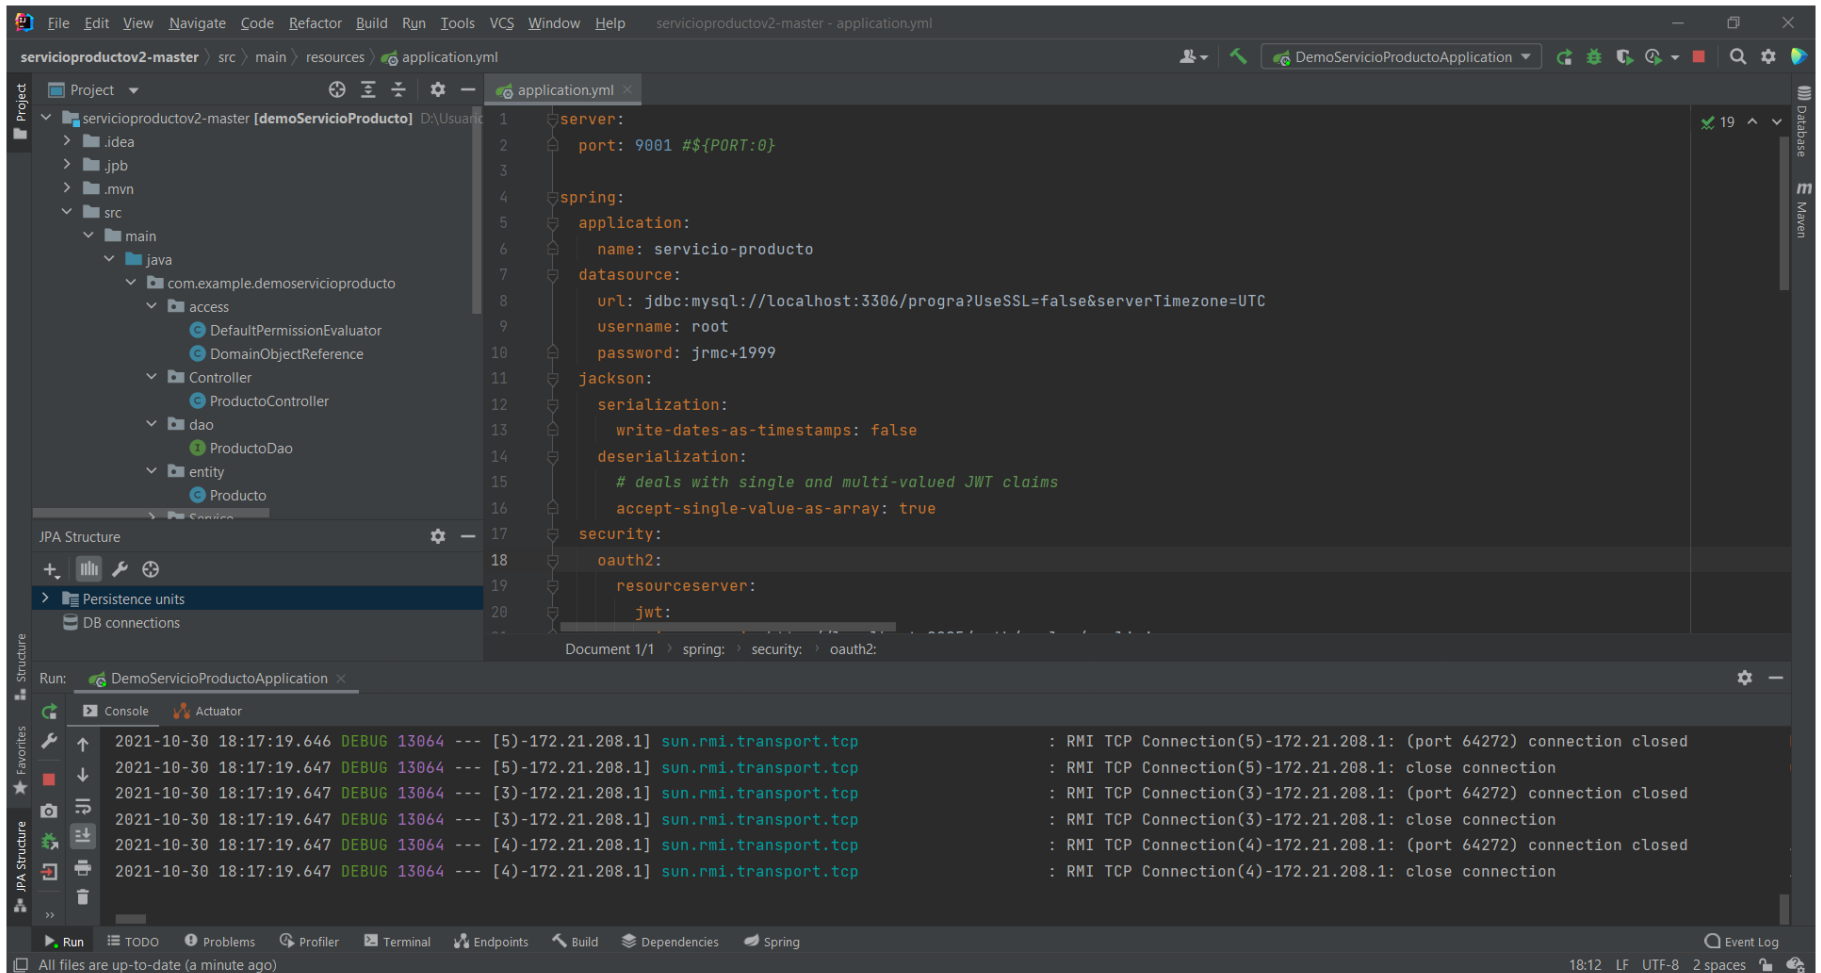 File Edit View Navigate Code Refactor Build Run Tools VCS Window Help servicioproductov2-master - application.yml
servicioproductov2-master src main resources application.yml DemoServicioProductoApplication
Project
servicioproductov2-master [demoServicioProducto] D:\Usuari
.idea
.jpb
.mvn
src
main
java
com.example.demoservicioproducto
access
DefaultPermissionEvaluator
DomainObjectReference
Controller
ProductoController
dao
ProductoDao
entity
Producto
Service
JPA Structure
Persistence units
DB connections
application.yml
19
1 server:
2 port: 9001 #${PORT:0}
3
4 spring:
5 application:
6 name: servicio-producto
7 datasource:
8 url: jdbc:mysql://localhost:3306/progra?UseSSL=false&serverTimezone=UTC
9 username: root
10 password: jrmc+1999
11 jackson:
12 serialization:
13 write-dates-as-timestamps: false
14 deserialization:
15 # deals with single and multi-valued JWT claims
16 accept-single-value-as-array: true
17 security:
18 oauth2:
19 resourceserver:
20 jwt:
Document 1/1 spring: security: oauth2:
Project
Structure
Favorites
JPA Structure
Database
m Maven
Run: DemoServicioProductoApplication
Console Actuator
2021-10-30 18:17:19.646 DEBUG 13064 --- [5)-172.21.208.1] sun.rmi.transport.tcp : RMI TCP Connection(5)-172.21.208.1: (port 64272) connection closed
2021-10-30 18:17:19.647 DEBUG 13064 --- [5)-172.21.208.1] sun.rmi.transport.tcp : RMI TCP Connection(5)-172.21.208.1: close connection
2021-10-30 18:17:19.647 DEBUG 13064 --- [3)-172.21.208.1] sun.rmi.transport.tcp : RMI TCP Connection(3)-172.21.208.1: (port 64272) connection closed
2021-10-30 18:17:19.647 DEBUG 13064 --- [3)-172.21.208.1] sun.rmi.transport.tcp : RMI TCP Connection(3)-172.21.208.1: close connection
2021-10-30 18:17:19.647 DEBUG 13064 --- [4)-172.21.208.1] sun.rmi.transport.tcp : RMI TCP Connection(4)-172.21.208.1: (port 64272) connection closed
2021-10-30 18:17:19.647 DEBUG 13064 --- [4)-172.21.208.1] sun.rmi.transport.tcp : RMI TCP Connection(4)-172.21.208.1: close connection
Run TODO Problems Profiler Terminal Endpoints Build Dependencies Spring Event Log
All files are up-to-date (a minute ago) 18:12 LF UTF-8 2 spaces